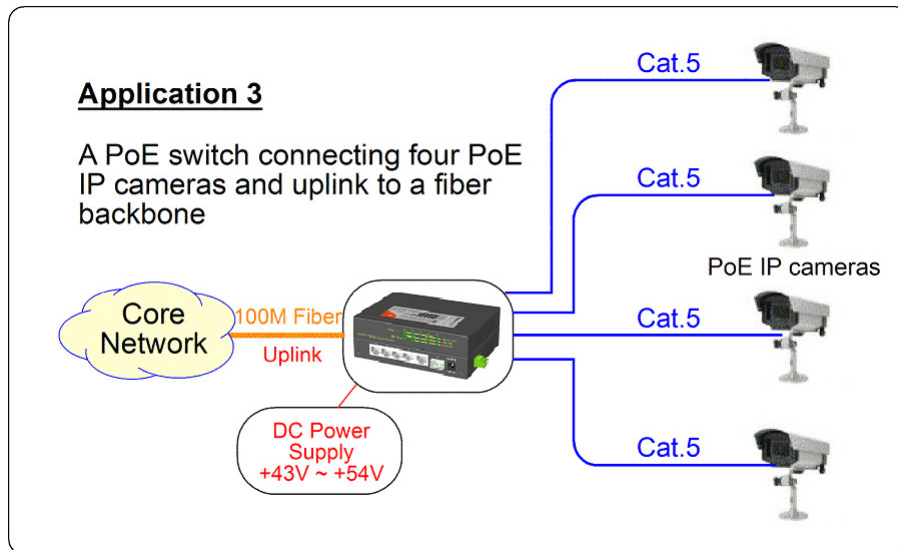 Application 3
A PoE switch connecting four PoE
IP cameras and uplink to a fiber
backbone
Cat.5
Cat.5
PoE IP cameras
Core
Network
100M Fiber
Uplink
Cat.5
DC Power
Supply
+43V ~ +54V
Cat.5